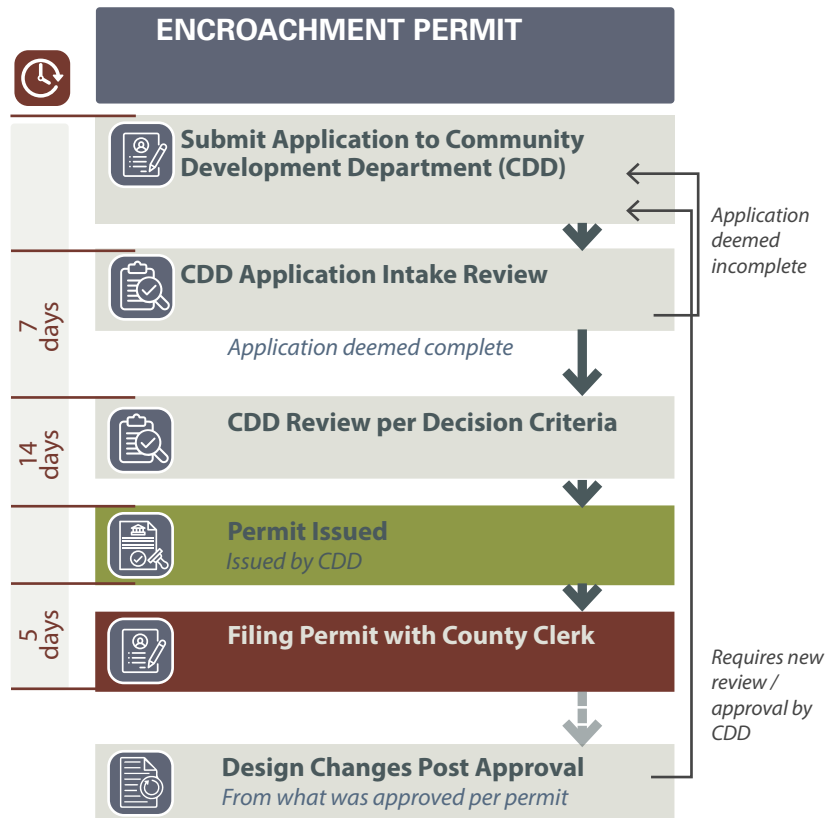 ENCROACHMENT PERMIT
Submit Application to Community
Development Department (CDD)
Application
deemed
incomplete
CDD Application Intake Review
7
days
Application deemed complete
CDD Review per Decision Criteria
14
days
Permit Issued
Issued by CDD
Filing Permit with County Clerk
5
days
Requires new
review /
approval by
CDD
Design Changes Post Approval
From what was approved per permit